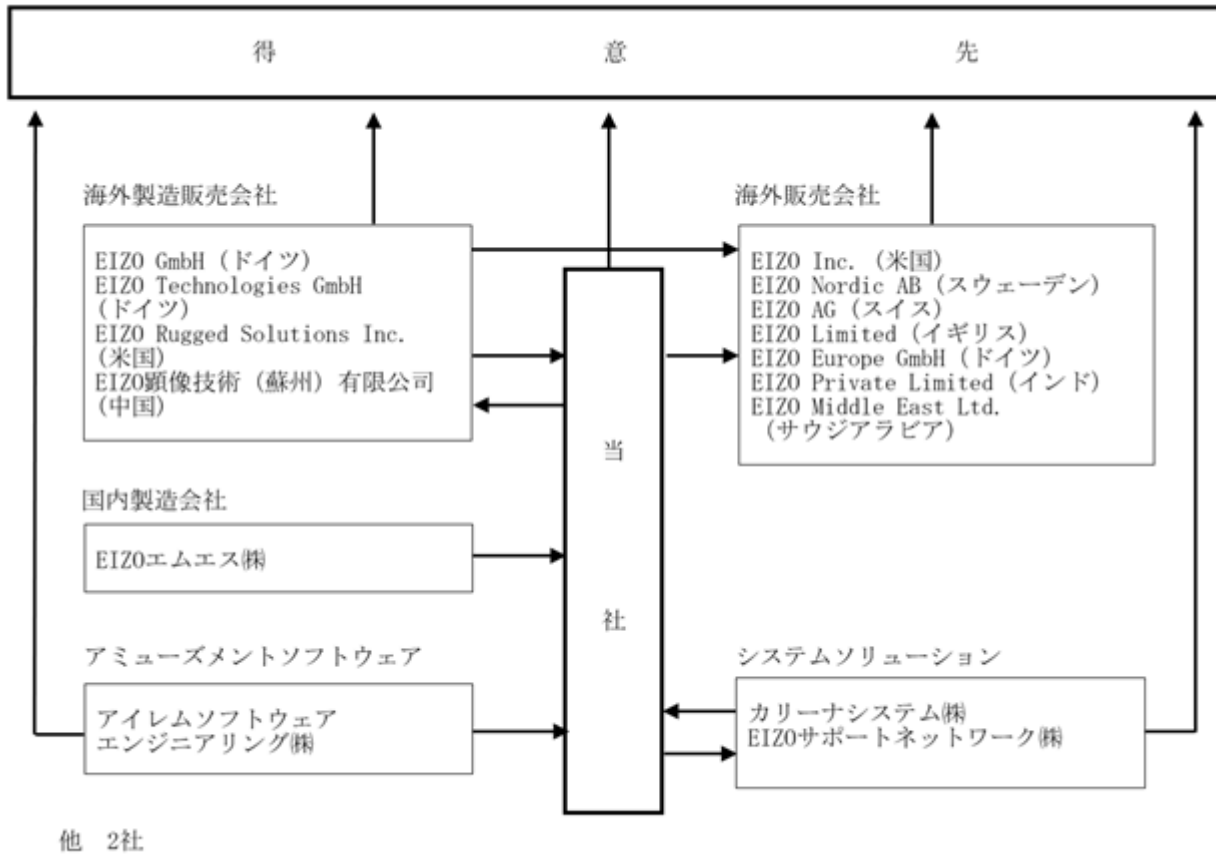 得意先
海外製造販売会社
EIZO GmbH (ドイツ)
EIZO Technologies GmbH
(ドイツ)
EIZO Rugged Solutions Inc.
(米国)
EIZO顕像技術（蘇州）有限公司
(中国)
海外販売会社
EIZO Inc. (米国)
EIZO Nordic AB (スウェーデン)
EIZO AG (スイス)
EIZO Limited (イギリス)
EIZO Europe GmbH (ドイツ)
EIZO Private Limited (インド)
EIZO Middle East Ltd.
(サウジアラビア)
当社
国内製造会社
EIZOエムエス㈱
アミューズメントソフトウェア
アイレムソフトウェア
エンジニアリング㈱
システムソリューション
カリーナシステム㈱
EIZOサポートネットワーク㈱
他　2社